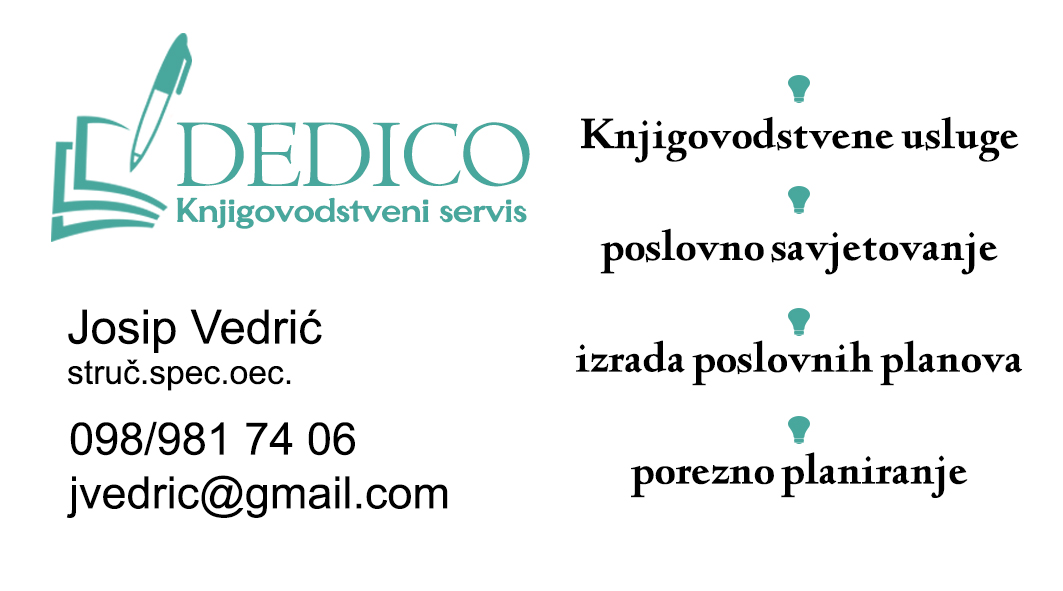 DEDICO
Knjigovodstveni servis
Josip Vedrić
struč.spec.oec.
098/981 74 06
jvedric@gmail.com
Knjigovodstvene usluge
poslovno savjetovanje
izrada poslovnih planova
porezno planiranje